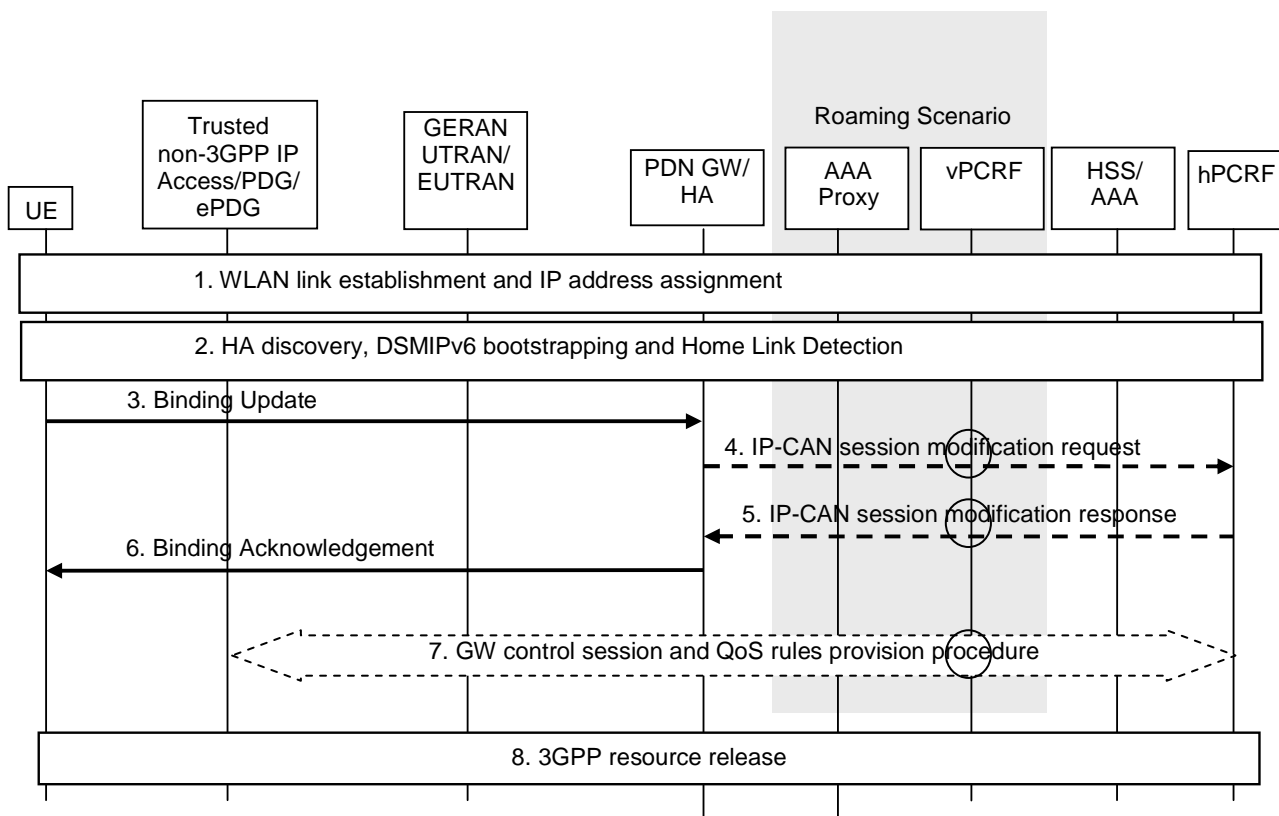 Roaming Scenario
UE
Trusted
non-3GPP IP
Access/PDG/
ePDG
GERAN
UTRAN/
EUTRAN
PDN GW/
HA
AAA
Proxy
vPCRF
HSS/
AAA
hPCRF
1. WLAN link establishment and IP address assignment
2. HA discovery, DSMIPv6 bootstrapping and Home Link Detection
3. Binding Update
4. IP-CAN session modification request
5. IP-CAN session modification response
6. Binding Acknowledgement
7. GW control session and QoS rules provision procedure
8. 3GPP resource release